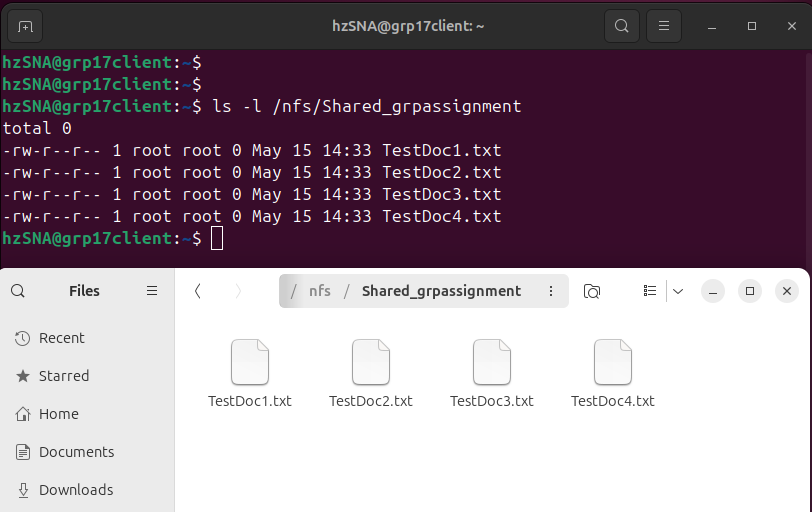 hzSNA@grp17client: ~
hzSNA@grp17client:~$
hzSNA@grp17client:~$
hzSNA@grp17client:~$ ls -l /nfs/Shared_grpassignment
total 0
-rw-r--r-- 1 root root 0 May 15 14:33 TestDoc1.txt
-rw-r--r-- 1 root root 0 May 15 14:33 TestDoc2.txt
-rw-r--r-- 1 root root 0 May 15 14:33 TestDoc3.txt
-rw-r--r-- 1 root root 0 May 15 14:33 TestDoc4.txt
hzSNA@grp17client:~$
Files
/ nfs / Shared_grpassignment
Recent
Starred
Home
Documents
Downloads
TestDoc1.txt
TestDoc2.txt
TestDoc3.txt
TestDoc4.txt